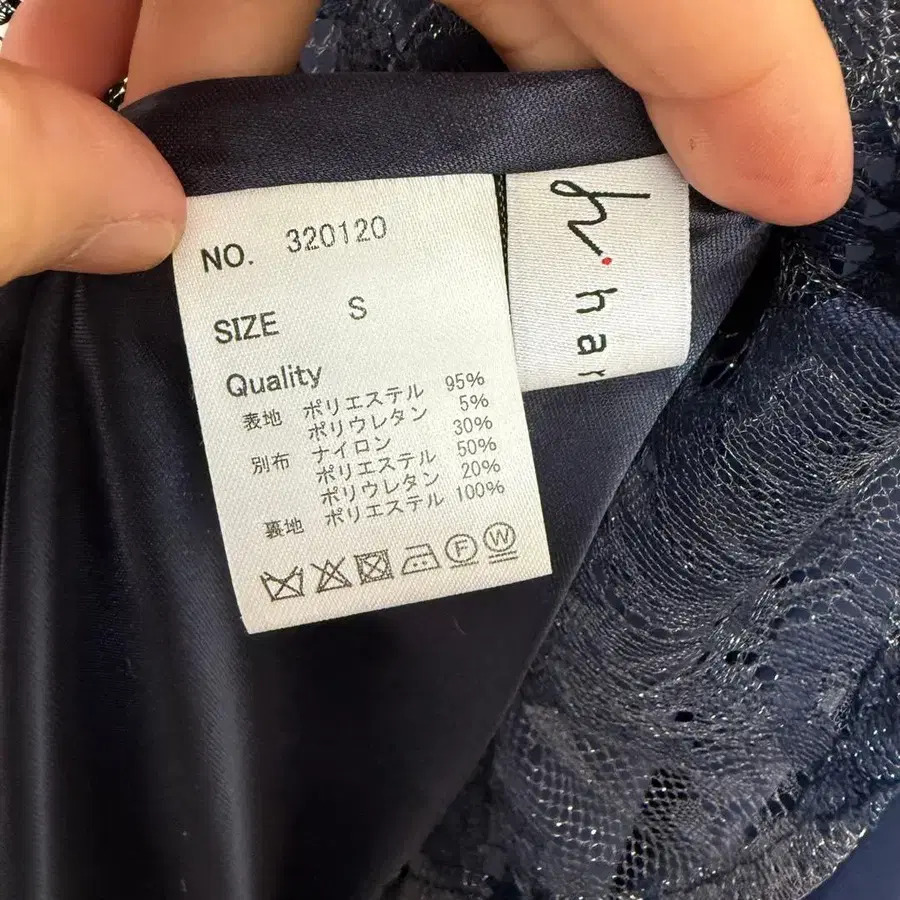 NO. 320120
SIZE S
Quality
表地 ポリエステル 95%
ポリウレタン 5%
別布 ナイロン 30%
ポリエステル 50%
ポリウレタン 20%
裏地 ポリエステル 100%
F W
h
har